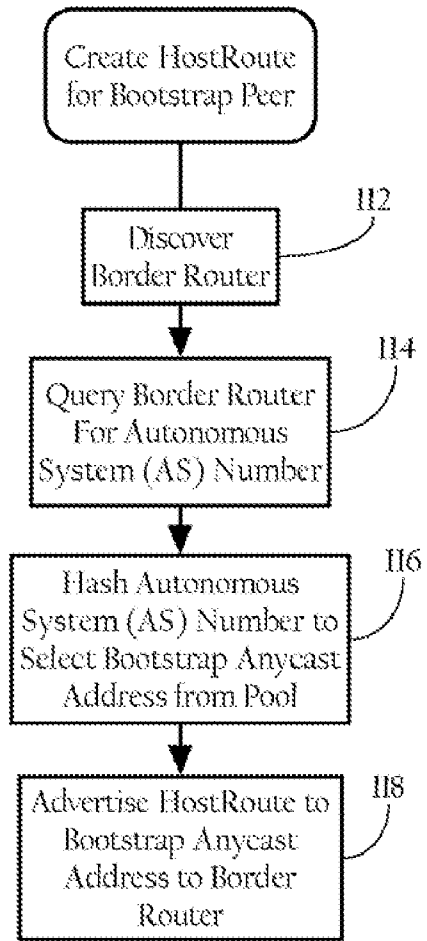 Create HostRoute
for Bootstrap Peer
112
Discover
Border Router
114
Query Border Router
For Autonomous
System (AS) Number
116
Hash Autonomous
System (AS) Number to
Select Bootstrap Anycast
Address from Pool
118
Advertise HostRoute to
Bootstrap Anycast
Address to Border
Router